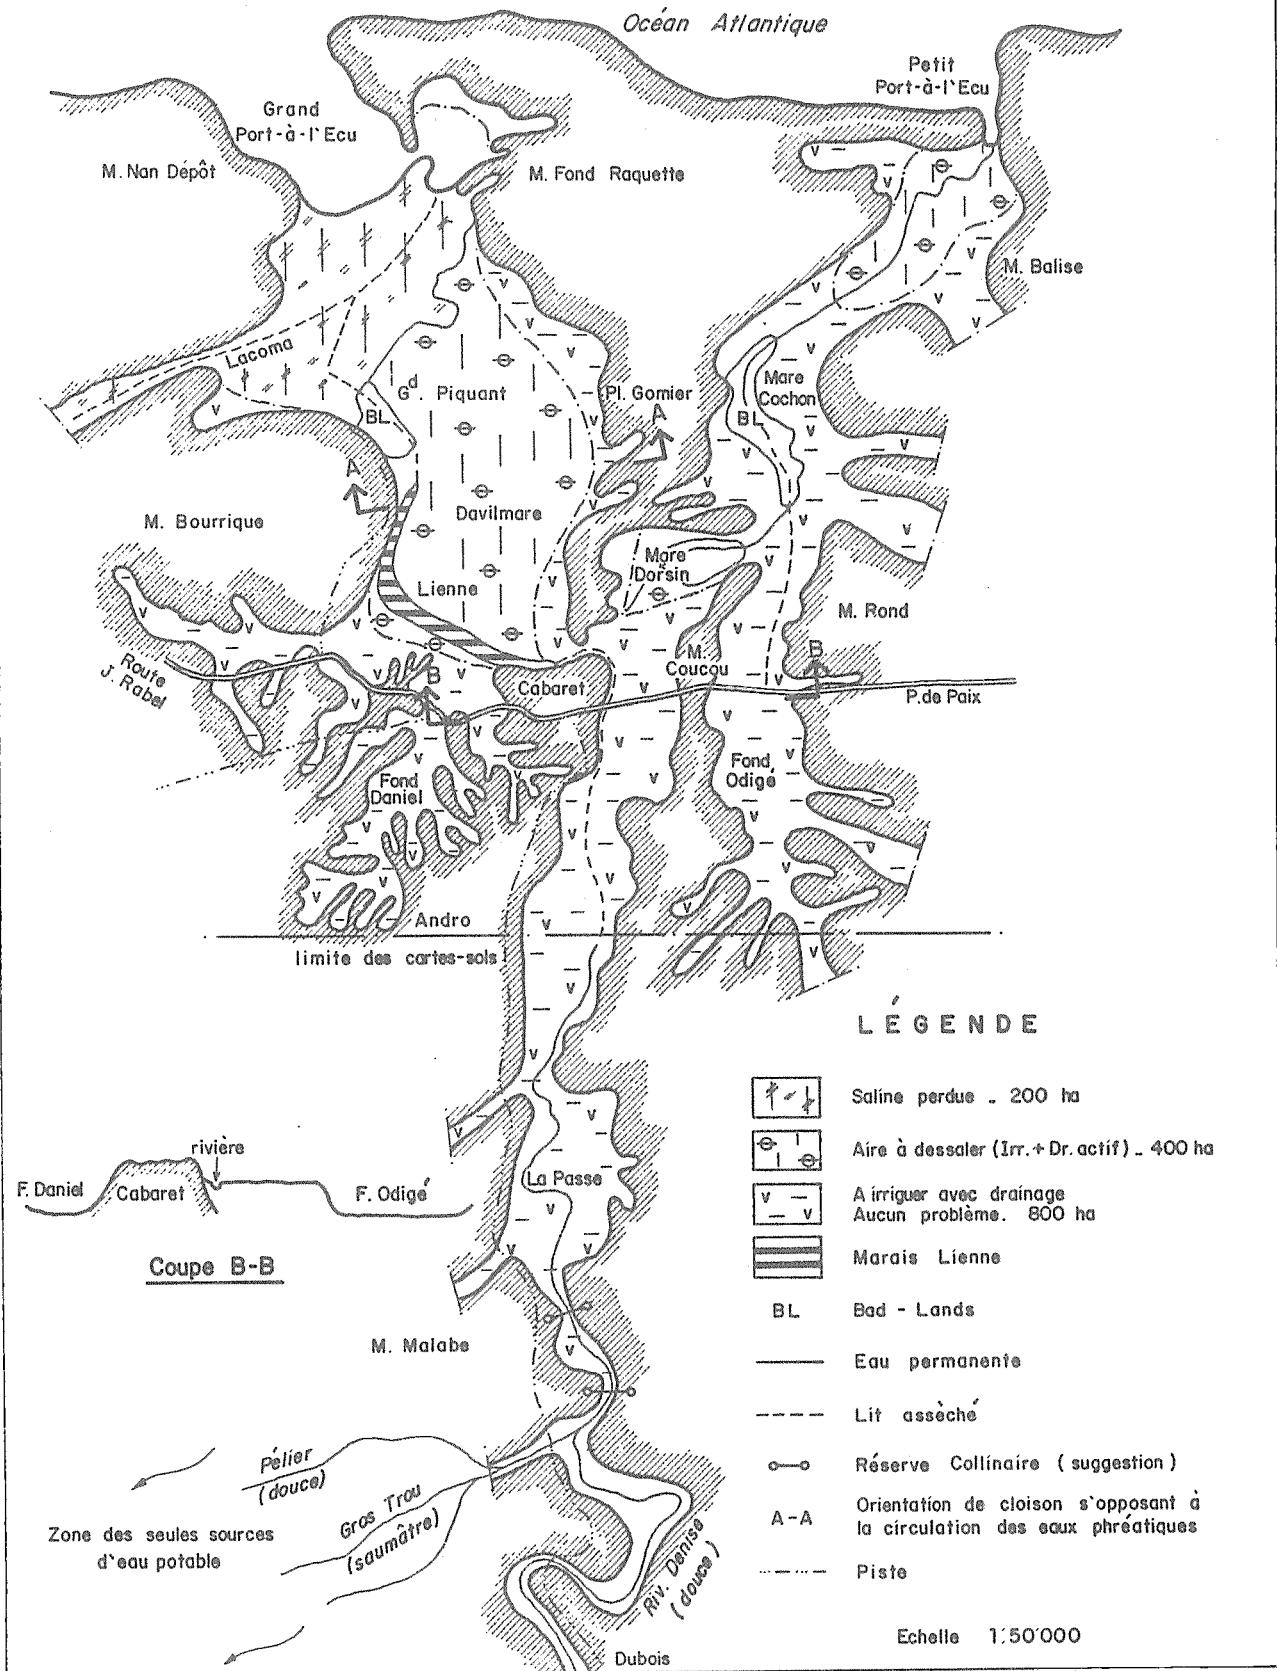 Océan Atlantique
Petit
Port-à-l'Ecu
Grand
Port-à-l'Ecu
M. Nan Dépôt
M. Fond Raquette
M. Balise
Lacoma
Gd. Piquant
Pl. Gomier
A
Mare
Cochon
BL
BL
A
Davilmare
M. Bourrique
Mare
Dorsin
Lienne
M. Rond
Route
J. Rabel
M.
Coucou
B
B
Cabaret
P. de Paix
Fond
Daniel
Fond
Odigé
Andro
limite des cartes-sols
LÉGENDE
Saline perdue - 200 ha
Aire à dessaler (Irr.+ Dr. actif) - 400 ha
A irriguer avec drainage
Aucun problème. 800 ha
Marais Lienne
BL Bad - Lands
Eau permanente
Lit assèché
Réserve Collinaire ( suggestion )
A-A Orientation de cloison s'opposant à
la circulation des eaux phréatiques
Piste
Echelle 1:50'000
rivière
F. Daniel
Cabaret
F. Odigé
Coupe B-B
La Passe
M. Malabe
Pélier
(douce)
Gros Trou
(saumâtre)
Zone des seules sources
d'eau potable
Riv. Denise
(douce)
Dubois